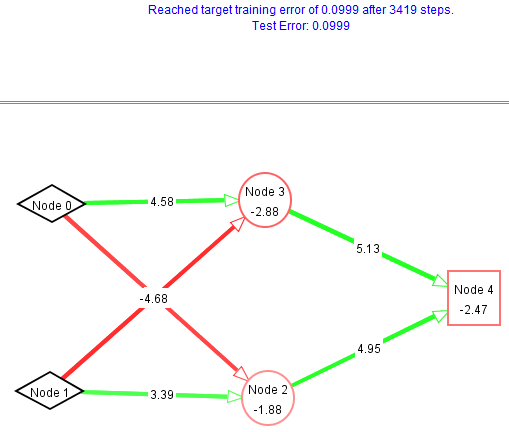 Reached target training error of 0.0999 after 3419 steps.
Test Error: 0.0999
Node 3
Node 0
4.58
-2.88
5.13
Node 4
-4.68
-2.47
4.95
Node 2
Node 1
3.39
-1.88